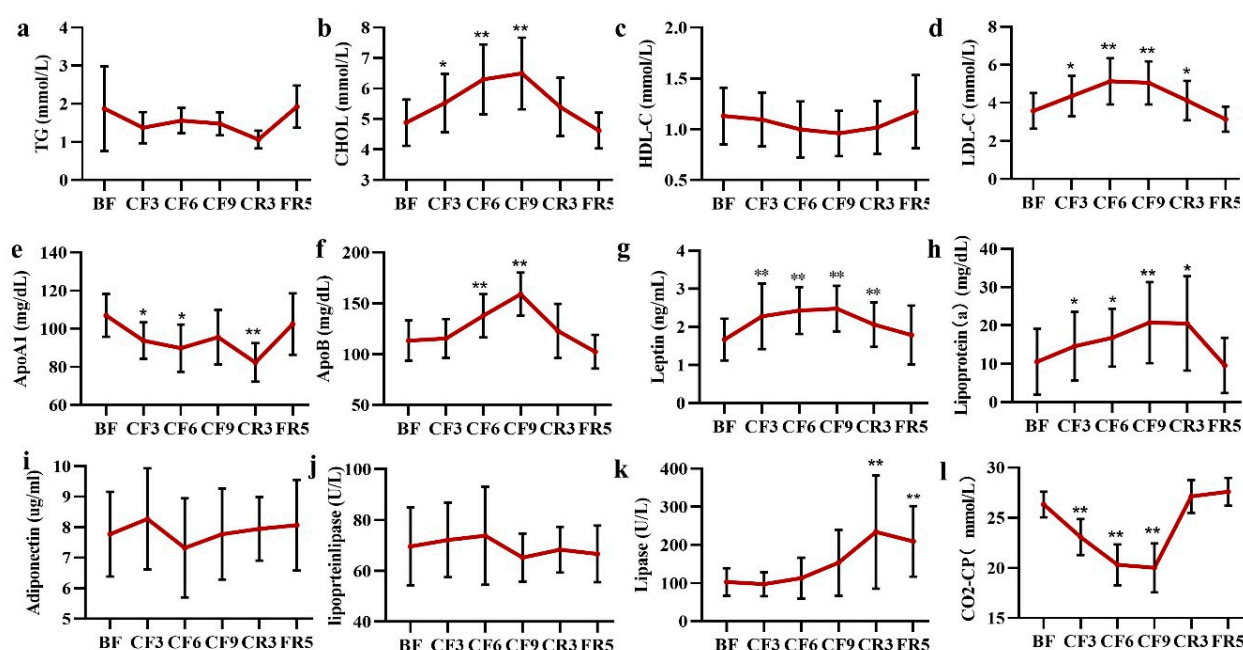 a
TG (mmol/L)
4
3
2
1
0
BF CF3 CF6 CF9 CR3 FR5
b
CHOL (mmol/L)
8
7
6
5
4
3
* ** **
BF CF3 CF6 CF9 CR3 FR5
c
HDL-C (mmol/L)
2.0
1.5
1.0
0.5
BF CF3 CF6 CF9 CR3 FR5
d
LDL-C (mmol/L)
8
6
4
2
0
* ** ** *
BF CF3 CF6 CF9 CR3 FR5
e
ApoA1 (mg/dL)
140
120
100
80
60
* * **
BF CF3 CF6 CF9 CR3 FR5
f
ApoB (mg/dL)
200
150
100
50
** **
BF CF3 CF6 CF9 CR3 FR5
g
Leptin (ng/mL)
4
3
2
1
0
** ** ** **
BF CF3 CF6 CF9 CR3 FR5
h
Lipoprotein(a) (mg/dL)
40
30
20
10
0
* * ** *
BF CF3 CF6 CF9 CR3 FR5
i
Adiponectin (ug/ml)
10
9
8
7
6
5
BF CF3 CF6 CF9 CR3 FR5
j
lipoprteinlipase (U/L)
100
80
60
40
BF CF3 CF6 CF9 CR3 FR5
k
Lipase (U/L)
400
300
200
100
0
** **
BF CF3 CF6 CF9 CR3 FR5
l
CO2-CP( mmol/L)
30
25
20
15
** ** **
BF CF3 CF6 CF9 CR3 FR5